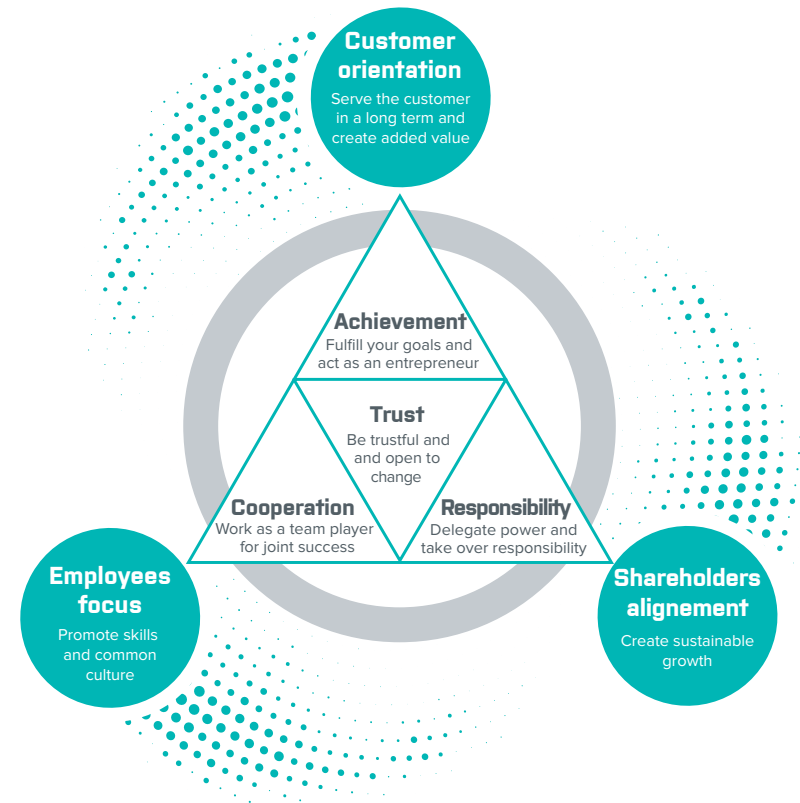 Customer
orientation
Serve the customer
in a long term and
create added value
Achievement
Fulfill your goals and
act as an entrepreneur
Trust
Be trustful and
and open to
change
Cooperation
Work as a team player
for joint success
Responsibility
Delegate power and
take over responsibility
Employees
focus
Promote skills
and common
culture
Shareholders
alignement
Create sustainable
growth